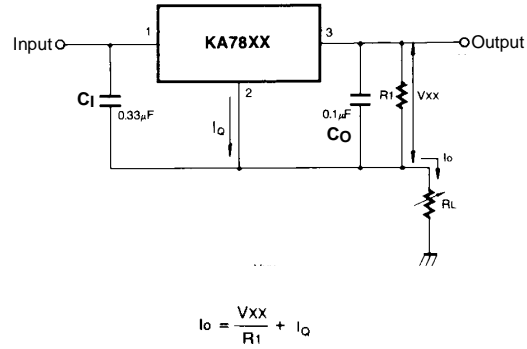 Input
1
KA78XX
3
Output
2
CI
0.33µF
IQ
0.1µF
CO
R1
VXX
Io
RL
Io = VXX / R1 + IQ